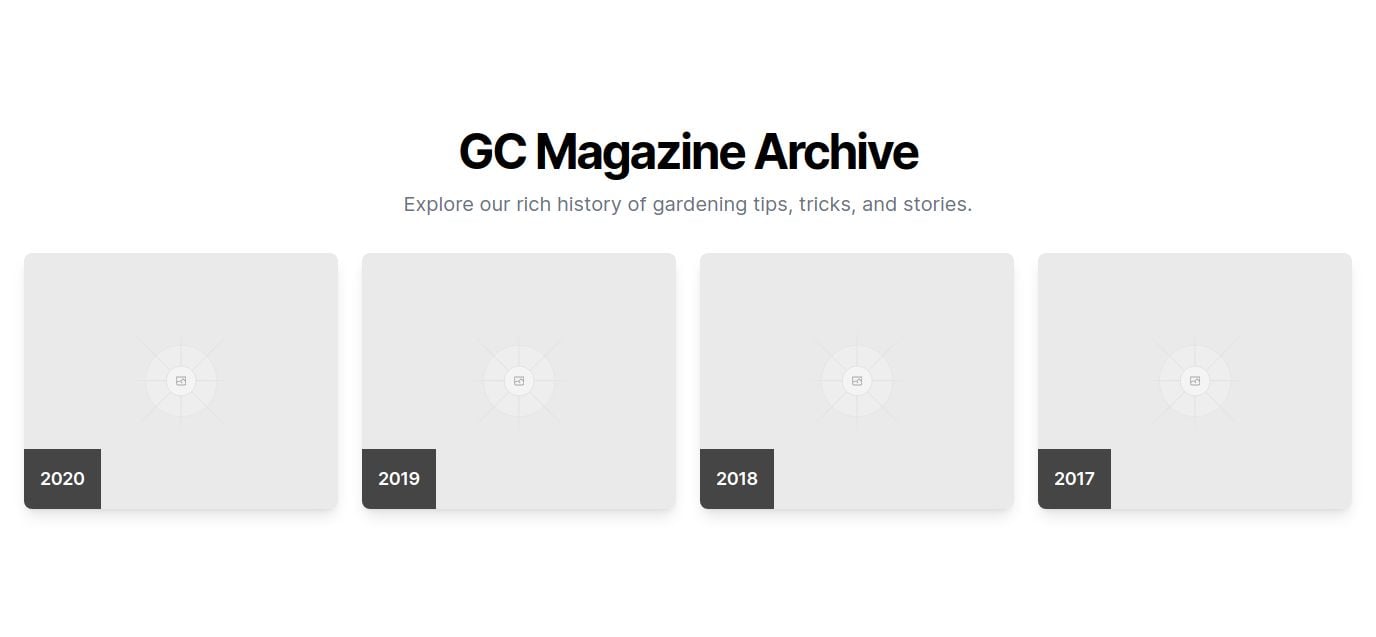 GC Magazine Archive
Explore our rich history of gardening tips, tricks, and stories.
2020
2019
2018
2017